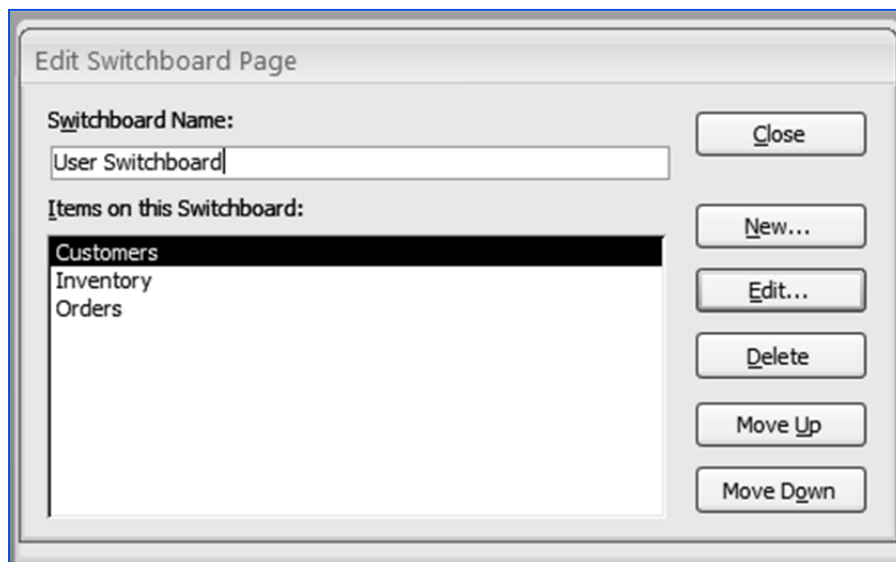 Edit Switchboard Page
Switchboard Name:
User Switchboard
Items on this Switchboard:
Customers
Inventory
Orders
Close
New...
Edit...
Delete
Move Up
Move Down